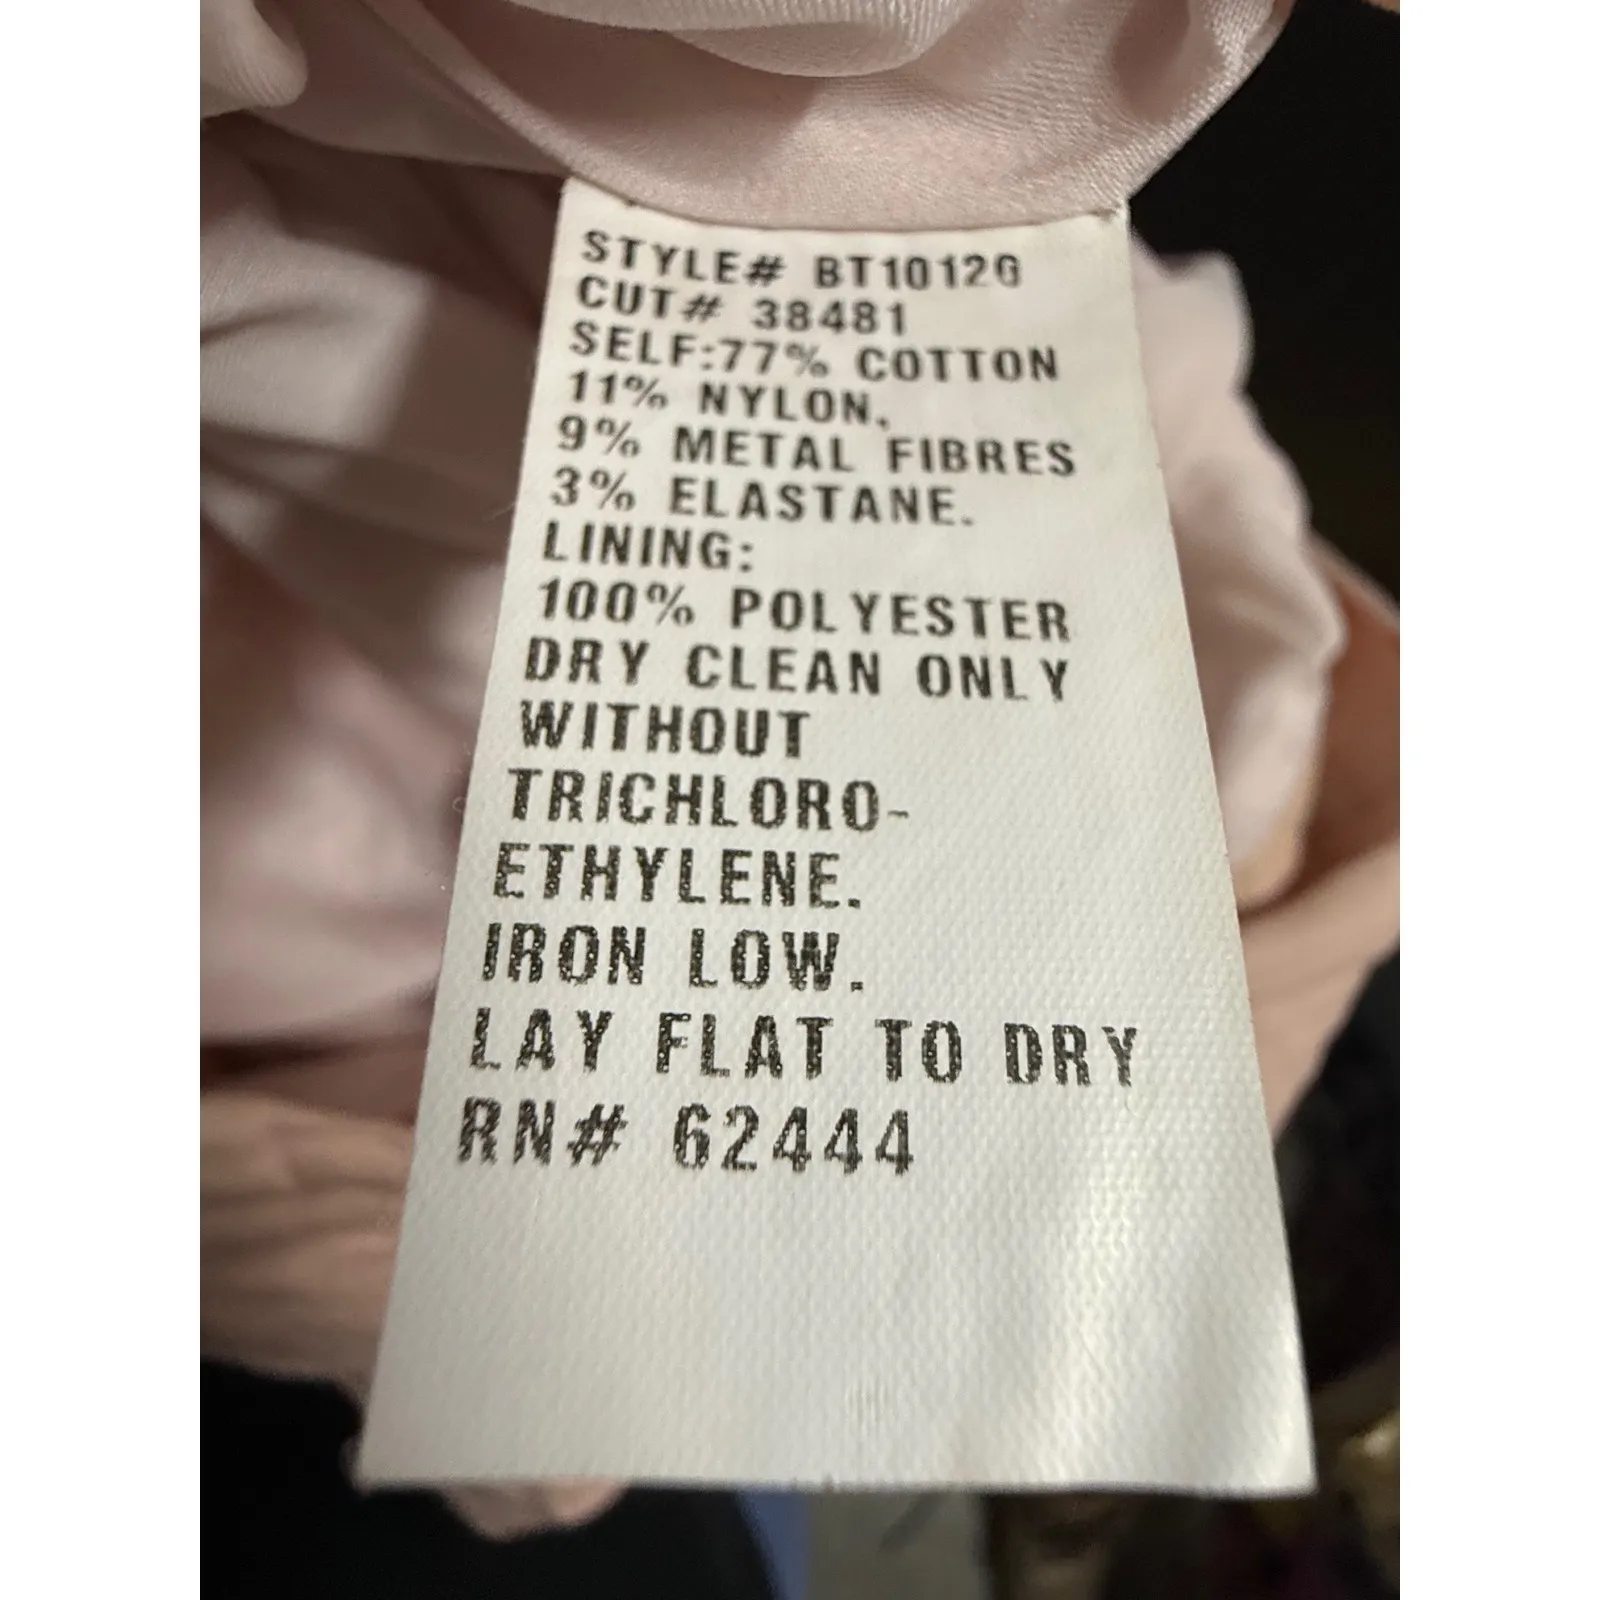 STYLE# BT1012G
CUT# 38481
SELF:77% COTTON
11% NYLON,
9% METAL FIBRES
3% ELASTANE.
LINING:
100% POLYESTER
DRY CLEAN ONLY
WITHOUT
TRICHLORO-
ETHYLENE.
IRON LOW.
LAY FLAT TO DRY
RN# 62444